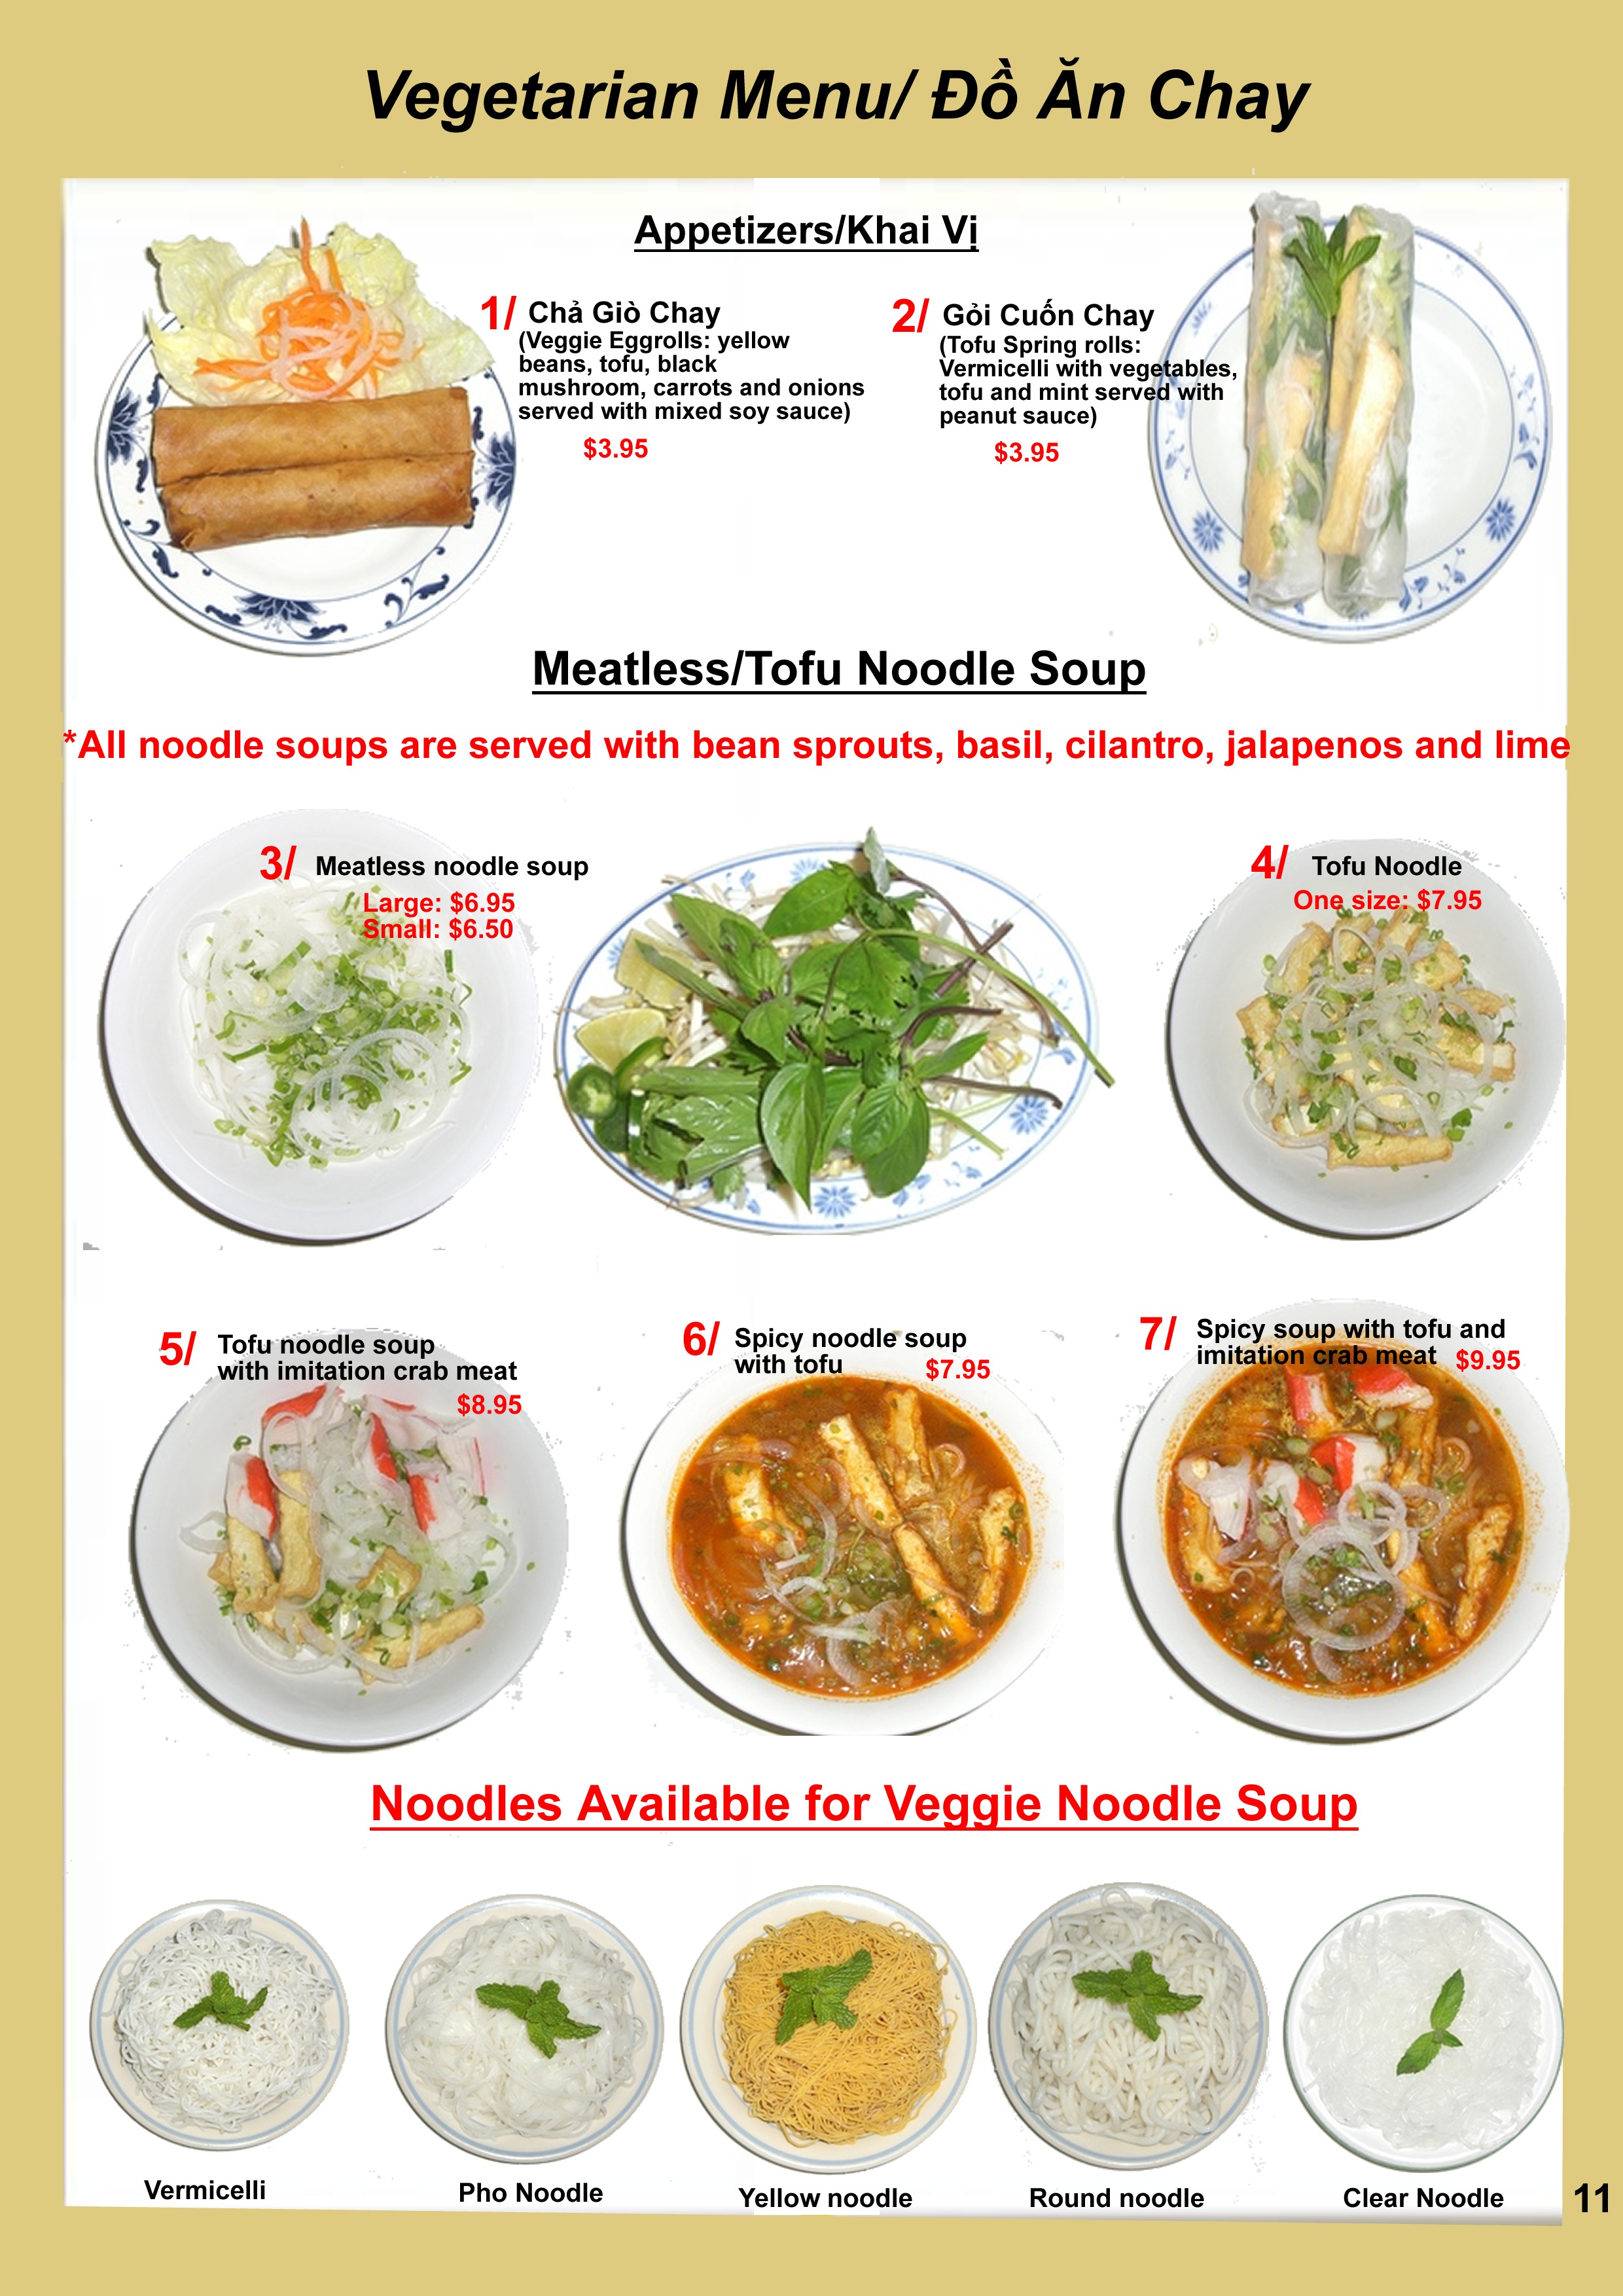 Vegetarian Menu/ Đồ Ăn Chay
Appetizers/Khai Vị
1/ Chả Giò Chay
(Veggie Eggrolls: yellow
beans, tofu, black
mushroom, carrots and onions
served with mixed soy sauce)
$3.95
2/ Gỏi Cuốn Chay
(Tofu Spring rolls:
Vermicelli with vegetables,
tofu and mint served with
peanut sauce)
$3.95
Meatless/Tofu Noodle Soup
*All noodle soups are served with bean sprouts, basil, cilantro, jalapenos and lime
3/ Meatless noodle soup
Large: $6.95
Small: $6.50
4/ Tofu Noodle
One size: $7.95
5/ Tofu noodle soup
with imitation crab meat
$8.95
6/ Spicy noodle soup
with tofu $7.95
7/ Spicy soup with tofu and
imitation crab meat $9.95
Noodles Available for Veggie Noodle Soup
Vermicelli
Pho Noodle
Yellow noodle
Round noodle
Clear Noodle
11